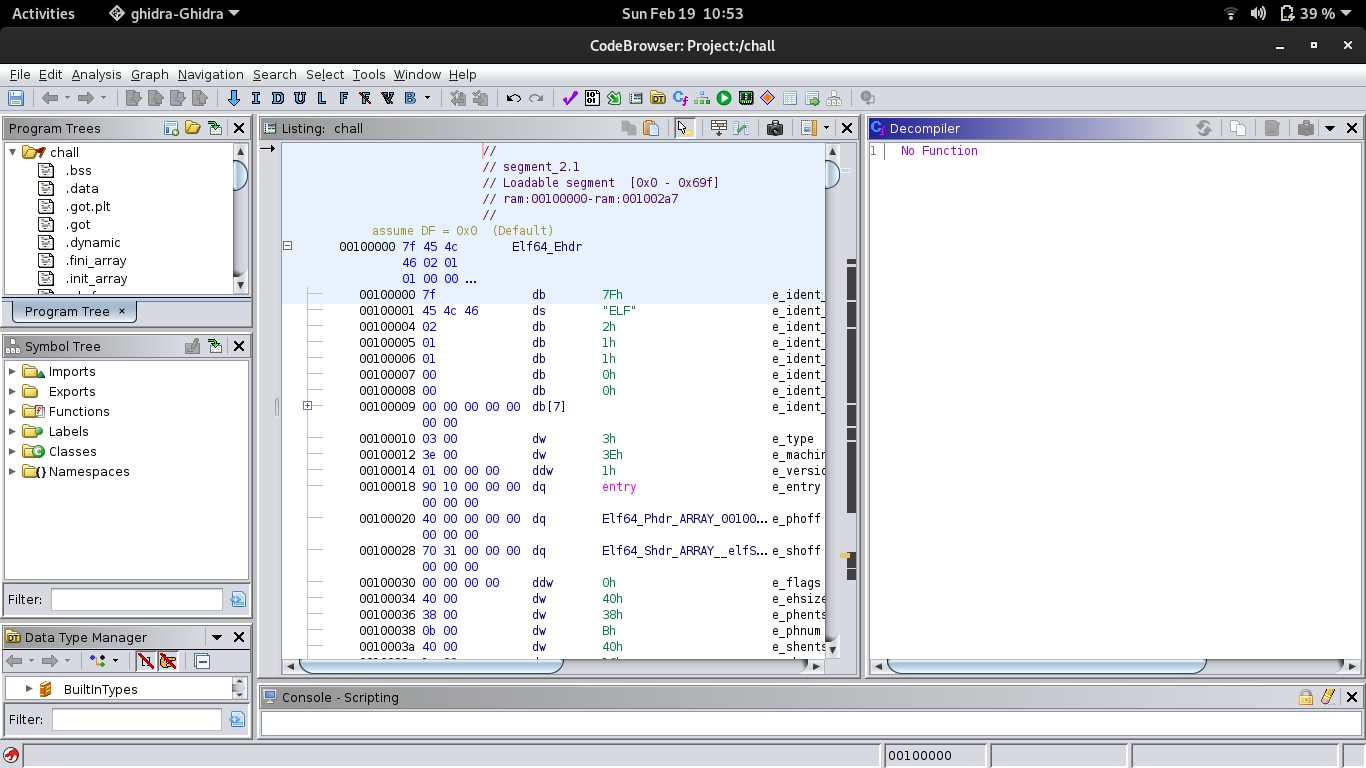 Activities
ghidra-Ghidra
Sun Feb 19 10:53
39 %
CodeBrowser: Project:/chall
File Edit Analysis Graph Navigation Search Select Tools Window Help
I D U L F R V B
Program Trees
chall
.bss
.data
.got.plt
.got
.dynamic
.fini_array
.init_array
Program Tree ×
Symbol Tree
Imports
Exports
Functions
Labels
Classes
Namespaces
Filter:
Data Type Manager
BuiltInTypes
Filter:
Listing: chall
//
// segment_2.1
// Loadable segment [0x0 - 0x69f]
// ram:00100000-ram:001002a7
//
assume DF = 0x0 (Default)
00100000 7f 45 4c Elf64_Ehdr
46 02 01
01 00 00 ...
00100000 7f db 7Fh e_ident_
00100001 45 4c 46 ds "ELF" e_ident_
00100004 02 db 2h e_ident_
00100005 01 db 1h e_ident_
00100006 01 db 1h e_ident_
00100007 00 db 0h e_ident_
00100008 00 db 0h e_ident_
00100009 00 00 00 00 00 db[7] e_ident_
00 00
00100010 03 00 dw 3h e_type
00100012 3e 00 dw 3Eh e_machin
00100014 01 00 00 00 ddw 1h e_versio
00100018 90 10 00 00 00 dq entry e_entry
00 00 00
00100020 40 00 00 00 00 dq Elf64_Phdr_ARRAY_00100... e_phoff
00 00 00
00100028 70 31 00 00 00 dq Elf64_Shdr_ARRAY__elfS... e_shoff
00 00 00
00100030 00 00 00 00 ddw 0h e_flags
00100034 40 00 dw 40h e_ehsize
00100036 38 00 dw 38h e_phents
00100038 0b 00 dw Bh e_phnum
0010003a 40 00 dw 40h e_shents
Decompiler
1 No Function
Console - Scripting
00100000